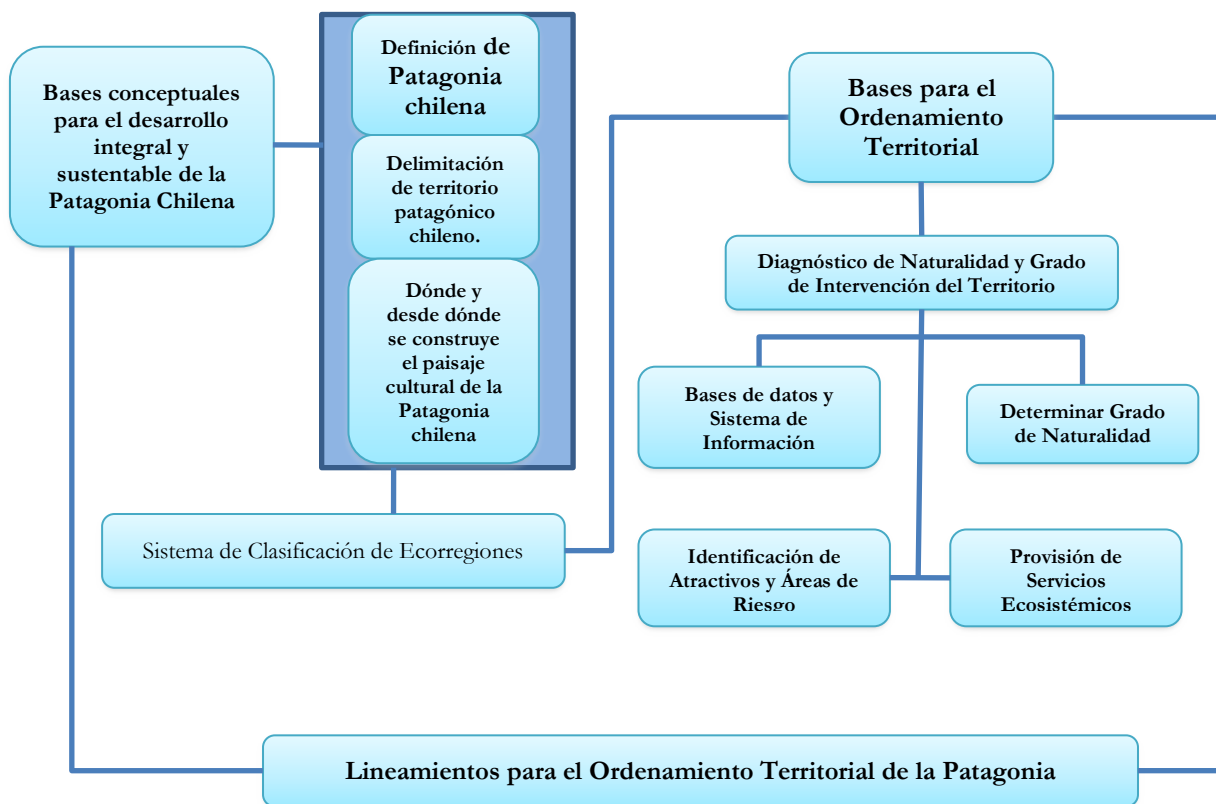 Bases conceptuales
para el desarrollo
integral y
sustentable de la
Patagonia Chilena
Definición de
Patagonia
chilena
Delimitación
de territorio
patagónico
chileno.
Dónde y
desde dónde
se construye
el paisaje
cultural de la
Patagonia
chilena
Sistema de Clasificación de Ecorregiones
Bases para el
Ordenamiento
Territorial
Diagnóstico de Naturalidad y Grado
de Intervención del Territorio
Bases de datos y
Sistema de
Información
Determinar Grado
de Naturalidad
Identificación de
Atractivos y Áreas de
Riesgo
Provisión de
Servicios
Ecosistémicos
Lineamientos para el Ordenamiento Territorial de la Patagonia